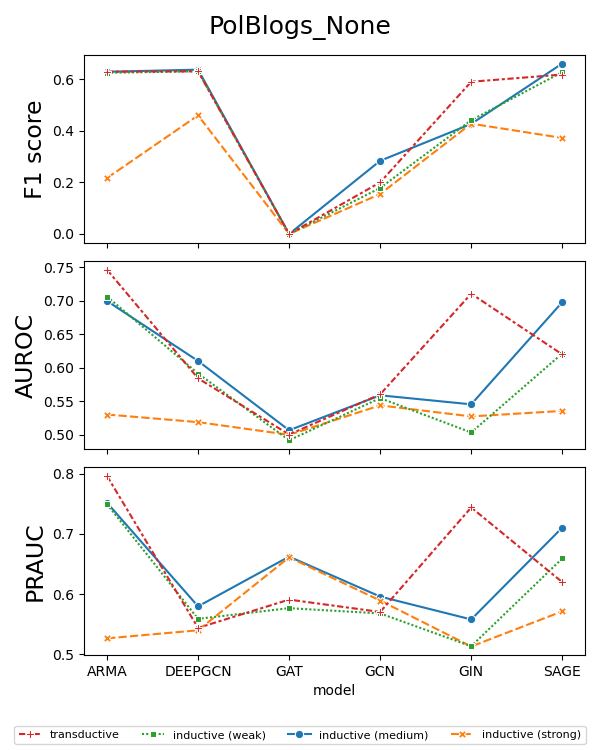 PolBlogs_None
F1 score
0.6
0.4
0.2
0.0
AUROC
0.75
0.70
0.65
0.60
0.55
0.50
PRAUC
0.8
0.7
0.6
0.5
ARMA DEEPGCN GAT GCN GIN SAGE
model
transductive inductive (weak) inductive (medium) inductive (strong)